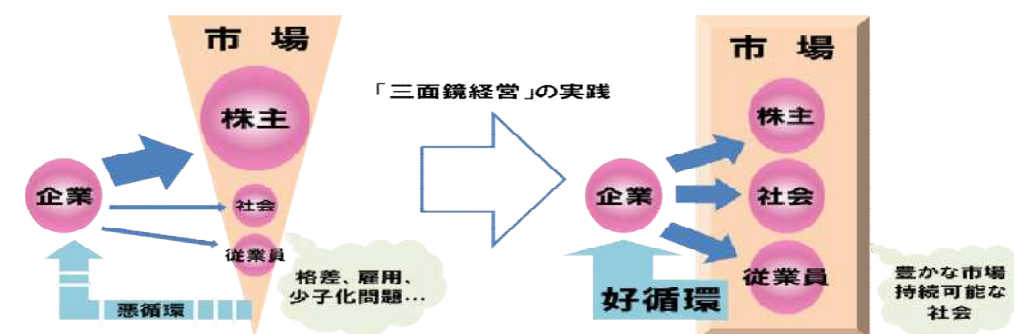 市場
株主
企業
社会
従業員
格差、雇用、
少子化問題…
悪循環
「三面鏡経営」の実践
市場
株主
企業
社会
従業員
好循環
豊かな市場
持続可能な
社会